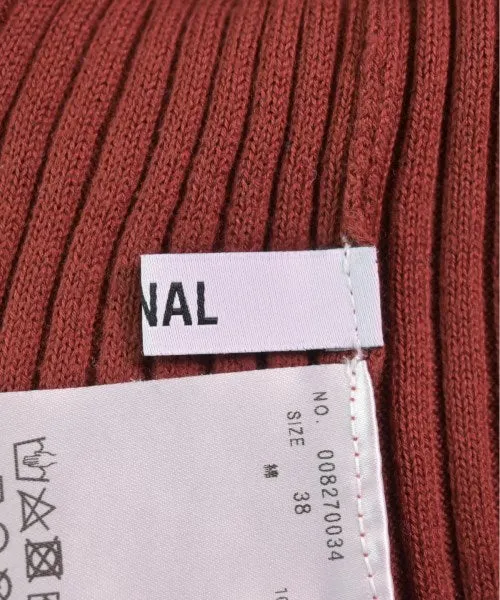 NAL
NO. 008270034
SIZE 38
綿